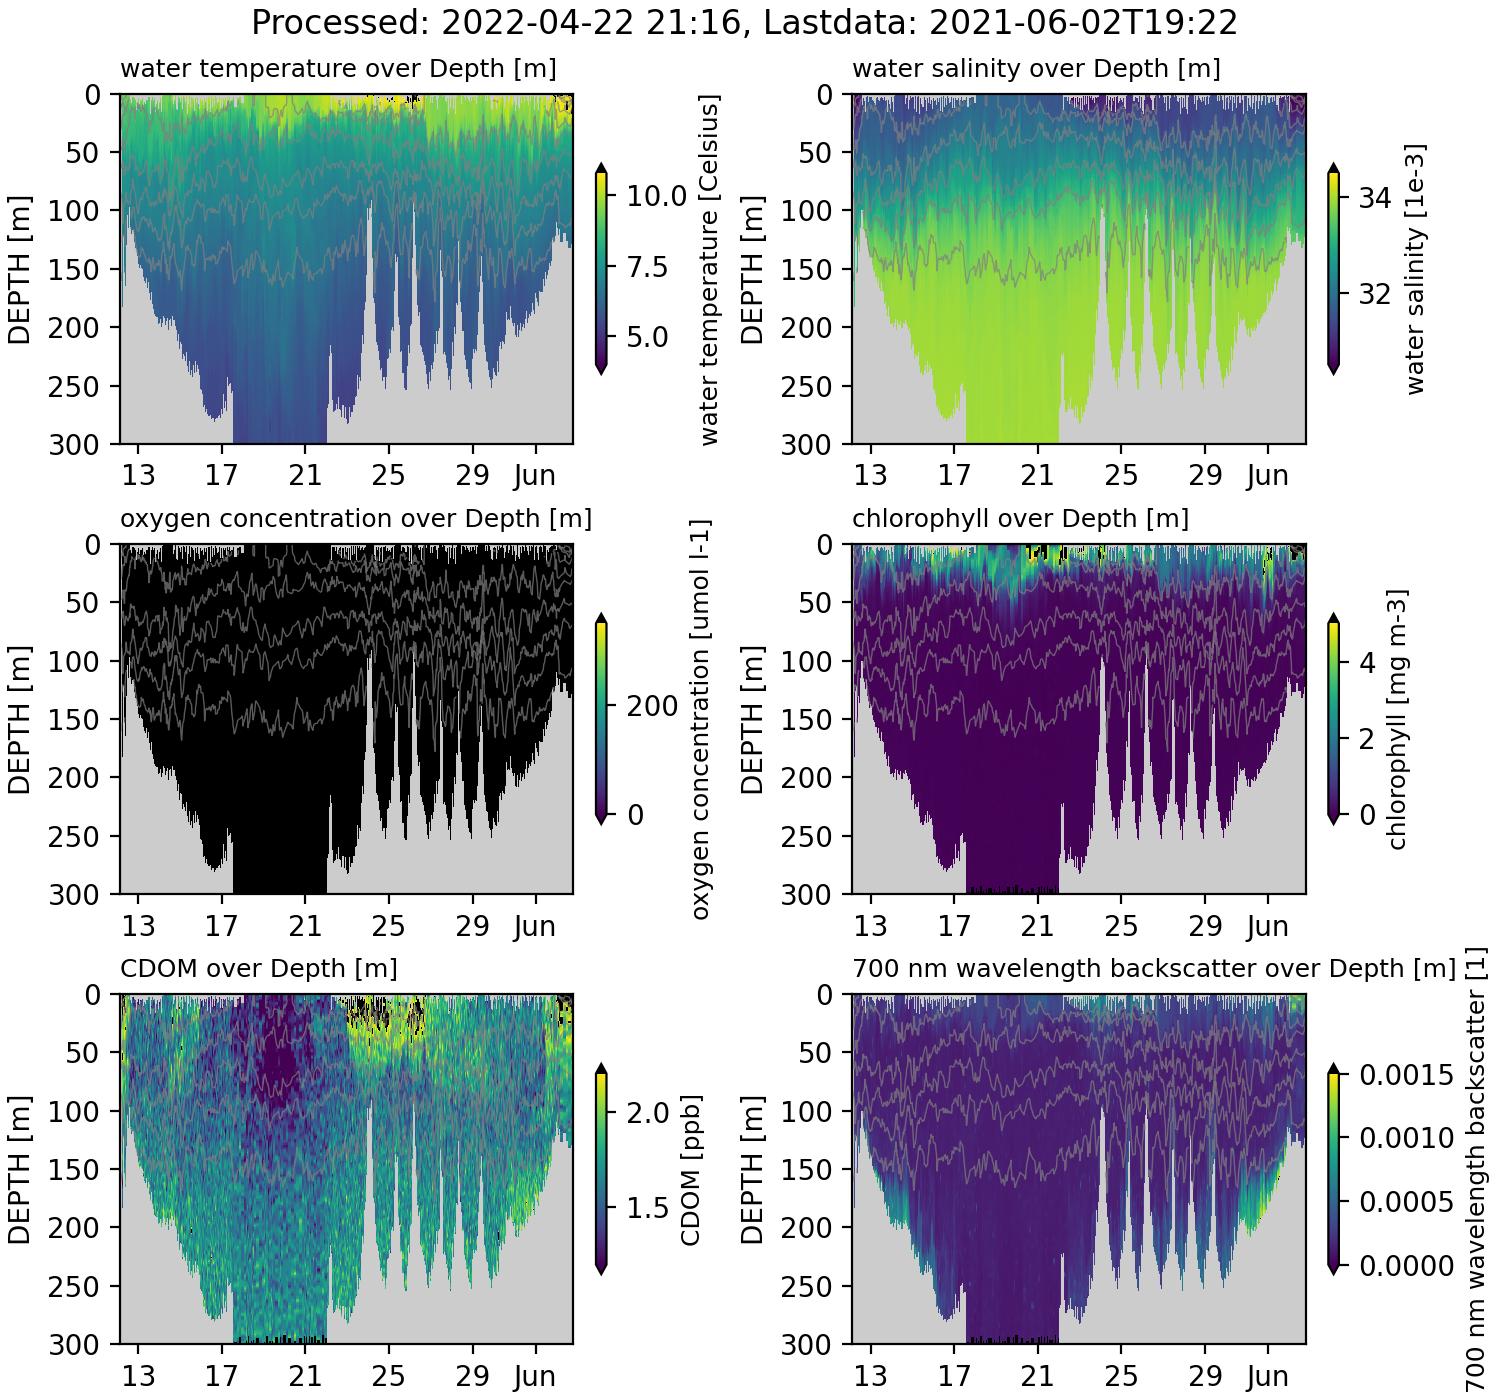 Processed: 2022-04-22 21:16, Lastdata: 2021-06-02T19:22
water temperature over Depth [m]
DEPTH [m]
0
50
100
150
200
250
300
13 17 21 25 29 Jun
10.0
7.5
5.0
water temperature [Celsius]
water salinity over Depth [m]
DEPTH [m]
0
50
100
150
200
250
300
13 17 21 25 29 Jun
34
32
water salinity [1e-3]
oxygen concentration over Depth [m]
DEPTH [m]
0
50
100
150
200
250
300
13 17 21 25 29 Jun
200
0
oxygen concentration [umol l-1]
chlorophyll over Depth [m]
DEPTH [m]
0
50
100
150
200
250
300
13 17 21 25 29 Jun
4
2
0
chlorophyll [mg m-3]
CDOM over Depth [m]
DEPTH [m]
0
50
100
150
200
250
300
13 17 21 25 29 Jun
2.0
1.5
CDOM [ppb]
700 nm wavelength backscatter over Depth [m]
DEPTH [m]
0
50
100
150
200
250
300
13 17 21 25 29 Jun
0.0015
0.0010
0.0005
0.0000
700 nm wavelength backscatter [1]